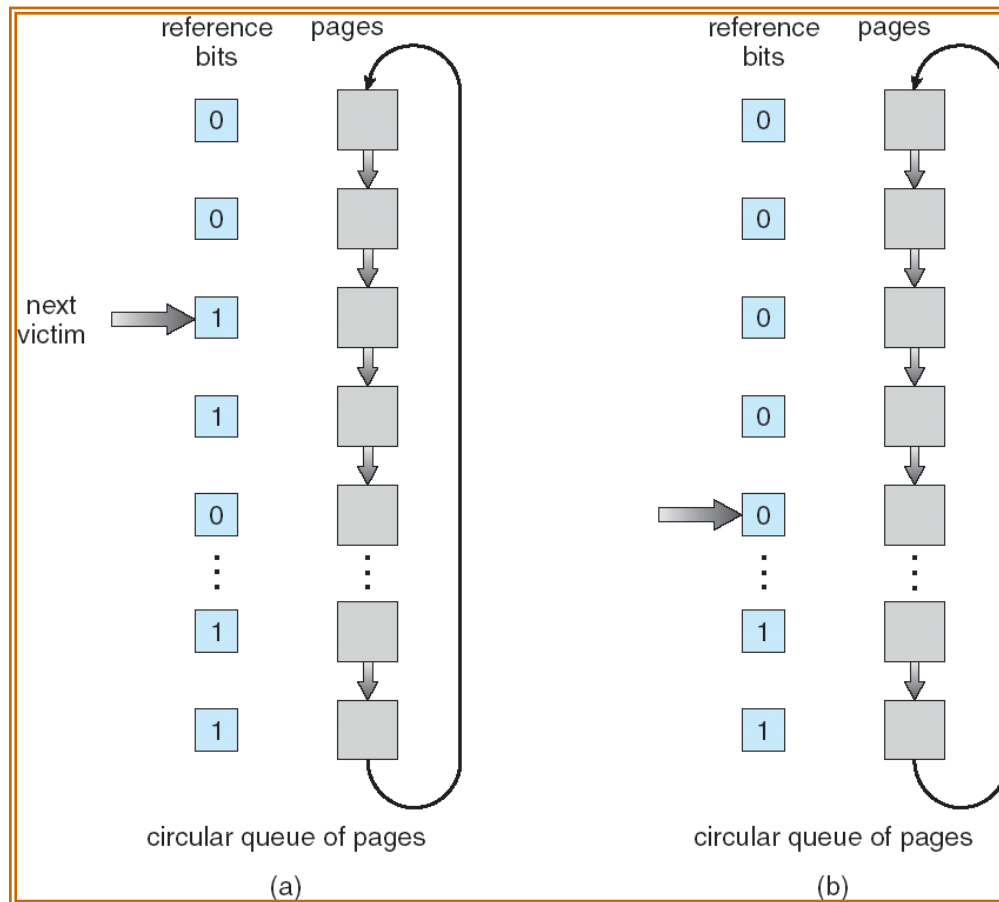 reference bits
pages
0
0
next victim
1
1
0
1
1
circular queue of pages
(a)
reference bits
pages
0
0
0
0
0
1
1
circular queue of pages
(b)